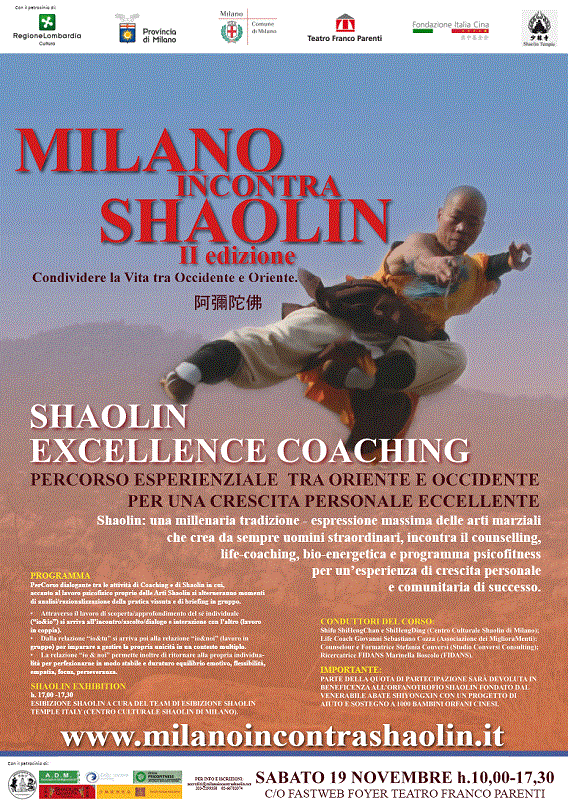 Con il patrocinio di:
RegioneLombardia
Cultura
Provincia
di Milano
Milano
Comune
di Milano
Teatro Franco Parenti
Fondazione Italia Cina
少林寺
Shaolin Temple
MILANO
INCONTRA
SHAOLIN
II edizione
Condividere la Vita tra Occidente e Oriente.
阿彌陀佛
SHAOLIN
EXCELLENCE COACHING
PERCORSO ESPERIENZIALE TRA ORIENTE E OCCIDENTE
PER UNA CRESCITA PERSONALE ECCELLENTE
Shaolin: una millenaria tradizione - espressione massima delle arti marziali
che crea da sempre uomini straordinari, incontra il counselling,
life-coaching, bio-energetica e programma psicofitness
per un'esperienza di crescita personale
e comunitaria di successo.
PROGRAMMA
PerCorso dialogante tra le attività di Coaching e di Shaolin in cui,
accanto al lavoro psicofisico proprio delle Arti Shaolin si alterneranno momenti
di analisi/razionalizzazione della pratica vissuta e di briefing in gruppo.
• Attraverso il lavoro di scoperta/approfondimento del sé individuale
("io&io") si arriva all'incontro/ascolto/dialogo e interazione con l'altro (lavoro
in coppia).
• Dalla relazione "io&tu" si arriva poi alla relazione "io&noi" (lavoro in
gruppo) per imparare a gestire la propria unicità in un contesto multiplo.
• La relazione "io & noi" permette inoltre di ritornare alla propria individua-
lità per perfezionarne in modo stabile e duraturo equilibrio emotivo, flessibilità,
empatia, focus, perseveranza.
SHAOLIN EXHIBITION
h. 17,00 -17,30
ESIBIZIONE SHAOLIN A CURA DEL TEAM DI ESIBIZIONE SHAOLIN
TEMPLE ITALY (CENTRO CULTURALE SHAOLIN DI MILANO).
CONDUTTORI DEL CORSO:
Shifu ShiHengChan e ShiHengDing (Centro Culturale Shaolin di Milano);
Life Coach Giovanni Sebastiano Cozza (Associazione dei MiglioraMenti);
Counselour e Formatrice Stefania Conversi (Studio Conversi Consulting);
Ricercatrice FIDANS Marinella Boscolo (FIDANS).
IMPORTANTE:
PARTE DELLA QUOTA DI PARTECIPAZIONE SARÀ DEVOLUTA IN
BENEFICENZA ALL'ORFANOTROFIO SHAOLIN FONDATO DAL
VENERABILE ABATE SHIYONGXIN CON UN PROGETTO DI
AIUTO E SOSTEGNO A 1000 BAMBINI ORFANI CINESI.
www.milanoincontrashaolin.it
Con il patrocinio di:
A.D.M.
PER INFO E ISCRIZIONI:
SABATO 19 NOVEMBRE h.10,00-17,30
C/O FASTWEB FOYER TEATRO FRANCO PARENTI